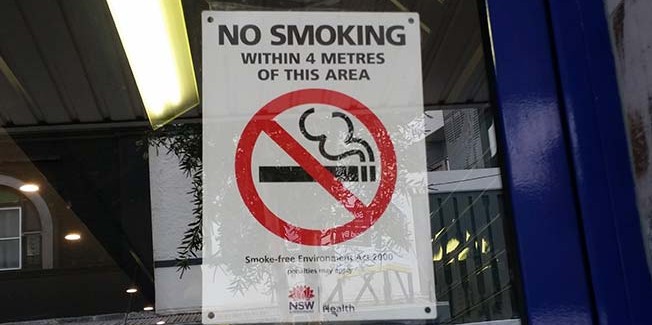 NO SMOKING
WITHIN 4 METRES
OF THIS AREA
Smoke-free Environment Act 2000
penalties may apply
NSW Health